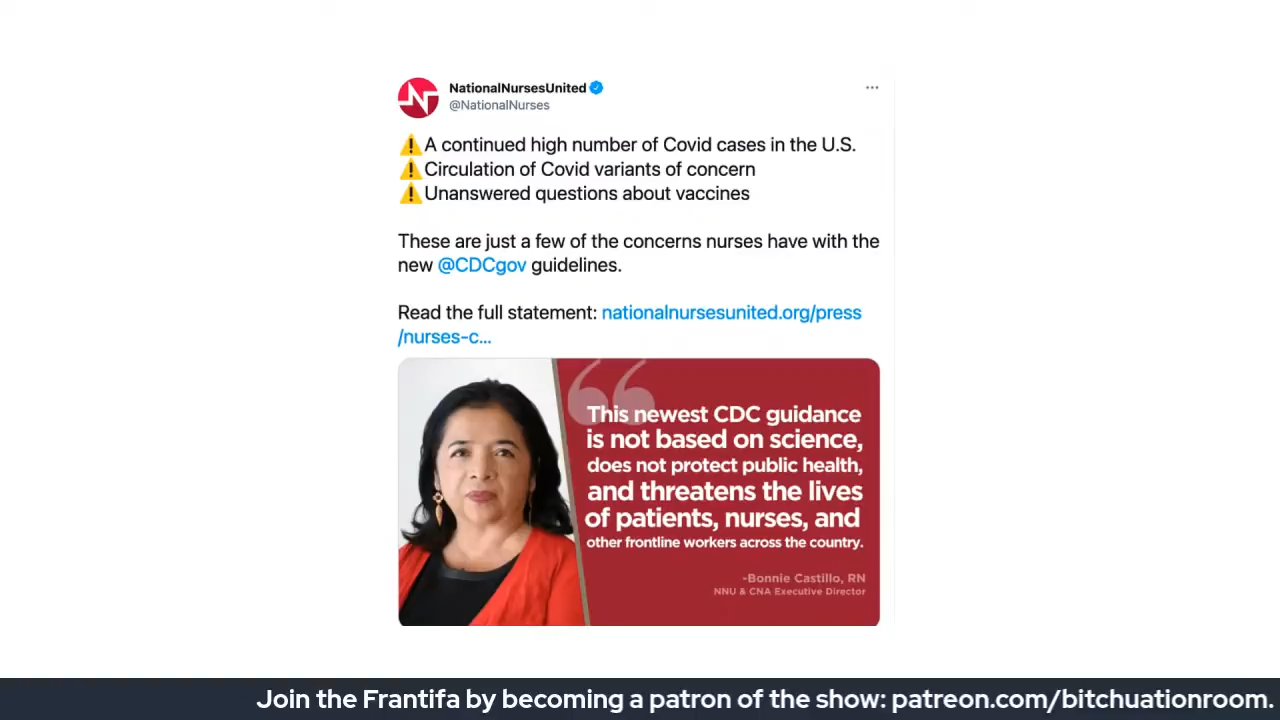 NationalNursesUnited
@NationalNurses
⚠️A continued high number of Covid cases in the U.S.
⚠️Circulation of Covid variants of concern
⚠️Unanswered questions about vaccines
These are just a few of the concerns nurses have with the
new @CDCgov guidelines.
Read the full statement: nationalnursesunited.org/press
/nurses-c...
“
This newest CDC guidance
is not based on science,
does not protect public health,
and threatens the lives
of patients, nurses, and
other frontline workers across the country.
-Bonnie Castillo, RN
NNU & CNA Executive Director
Join the Frantifa by becoming a patron of the show: patreon.com/bitchuationroom.